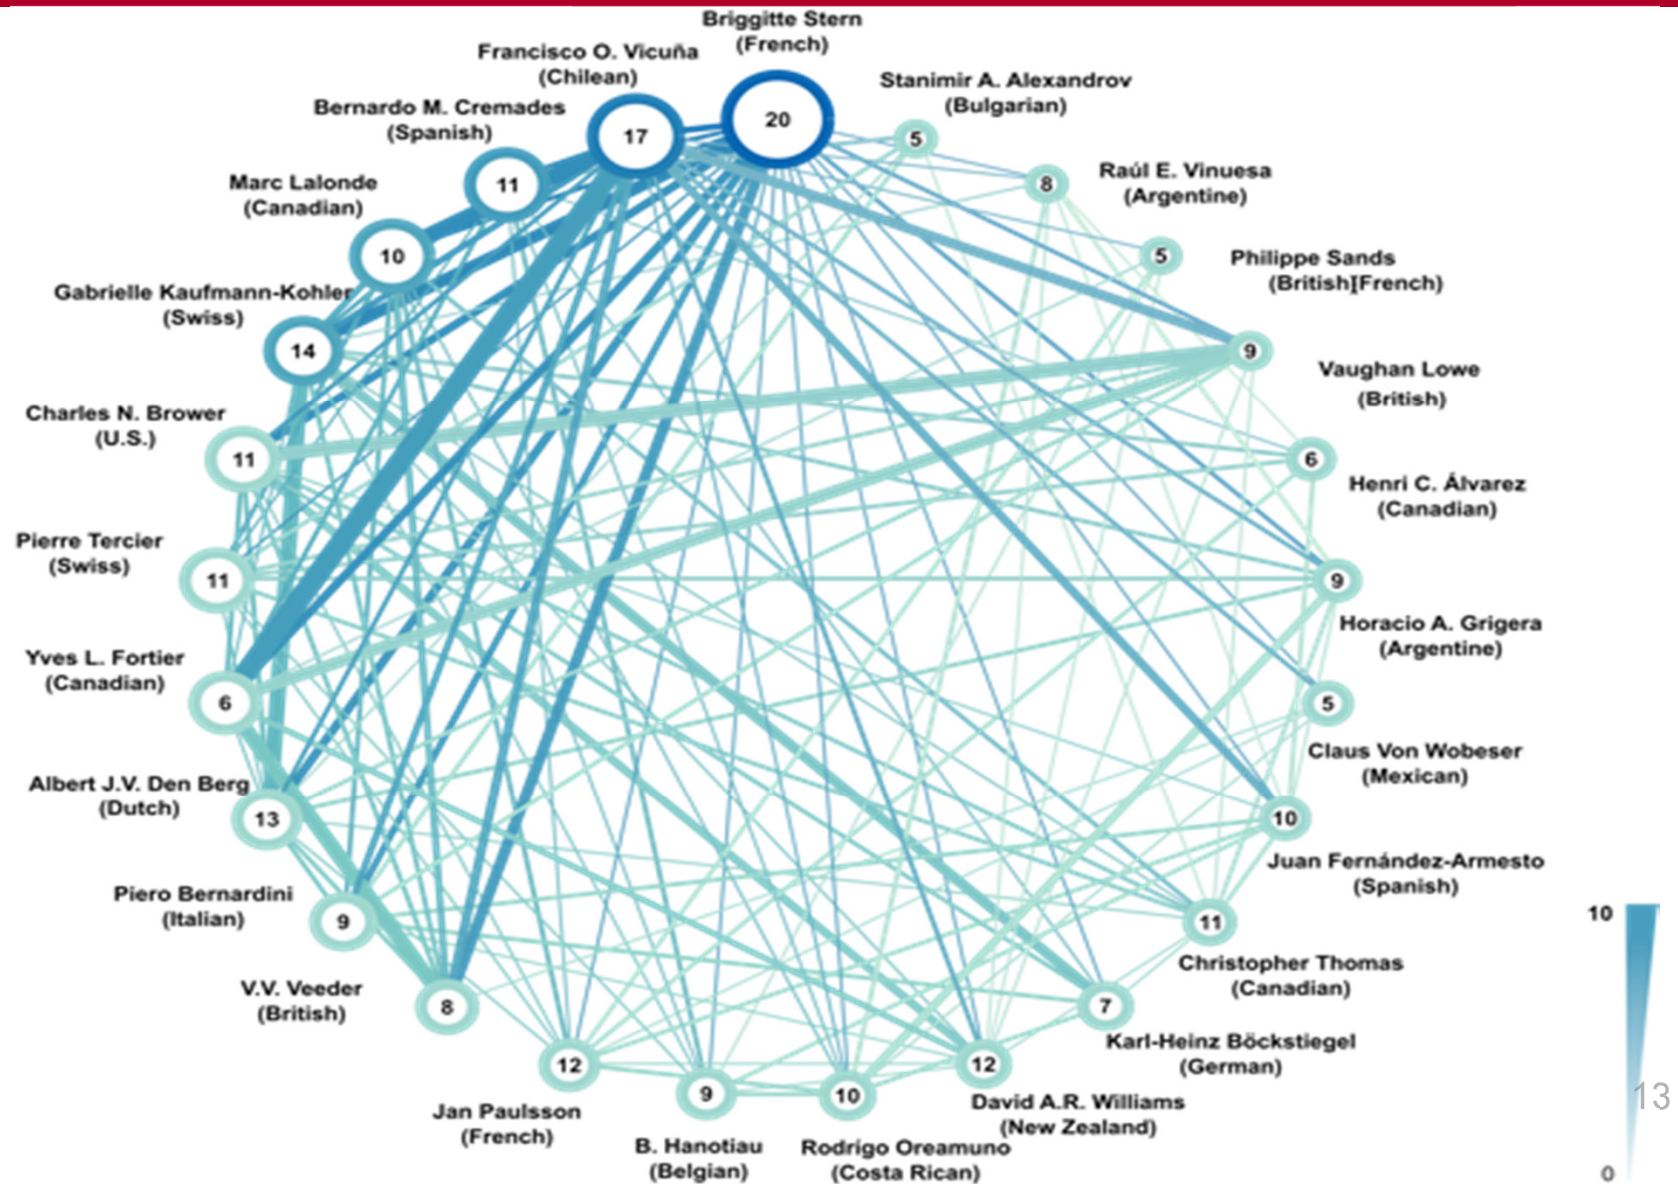 Briggitte Stern
(French)
20
Francisco O. Vicuña
(Chilean)
17
Bernardo M. Cremades
(Spanish)
11
Marc Lalonde
(Canadian)
10
Gabrielle Kaufmann-Kohler
(Swiss)
14
Charles N. Brower
(U.S.)
11
Pierre Tercier
(Swiss)
11
Yves L. Fortier
(Canadian)
6
Albert J.V. Den Berg
(Dutch)
13
Piero Bernardini
(Italian)
9
V.V. Veeder
(British)
8
Jan Paulsson
(French)
12
B. Hanotiau
(Belgian)
9
Rodrígo Oreamuno
(Costa Rican)
10
David A.R. Williams
(New Zealand)
12
Karl-Heinz Böckstiegel
(German)
7
Christopher Thomas
(Canadian)
11
Juan Fernández-Armesto
(Spanish)
10
Claus Von Wobeser
(Mexican)
5
Horacio A. Grigera
(Argentine)
9
Henri C. Álvarez
(Canadian)
6
Vaughan Lowe
(British)
9
Philippe Sands
(British[French)
5
Raúl E. Vinuesa
(Argentine)
8
Stanimir A. Alexandrov
(Bulgarian)
5
10
0
13